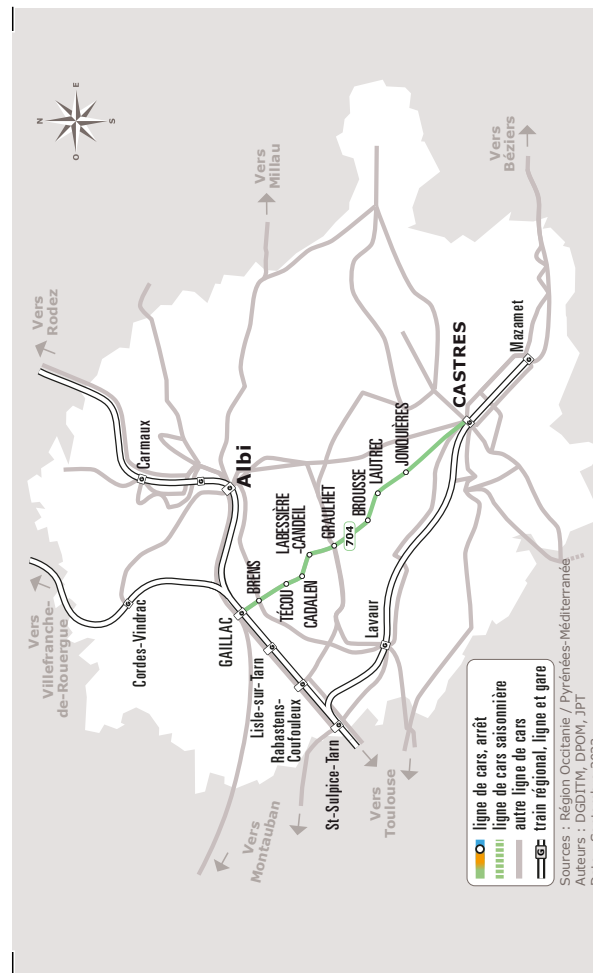 N
E
S
O
Vers
Rodez
Vers
Millau
Vers
Béziers
Vers
Villefranche-
de-Rouergue
Vers
Montauban
Vers
Toulouse
Carmaux
Cordes-Vindrac
Albi
GAILLAC
BRENS
TÉCOU
CADALEN
LABESSIÈRE
-CANDEIL
GRAULHET
704
BROUSSE
LAUTREC
JONQUIÈRES
CASTRES
Mazamet
Lisle-sur-Tarn
Rabastens-
Coufouleux
St-Sulpice-Tarn
Lavaur
ligne de cars, arrêt
ligne de cars saisonnière
autre ligne de cars
G
train régional, ligne et gare
Sources : Région Occitanie / Pyrénées-Méditerranée
Auteurs : DGDITM, DPOM, JPT